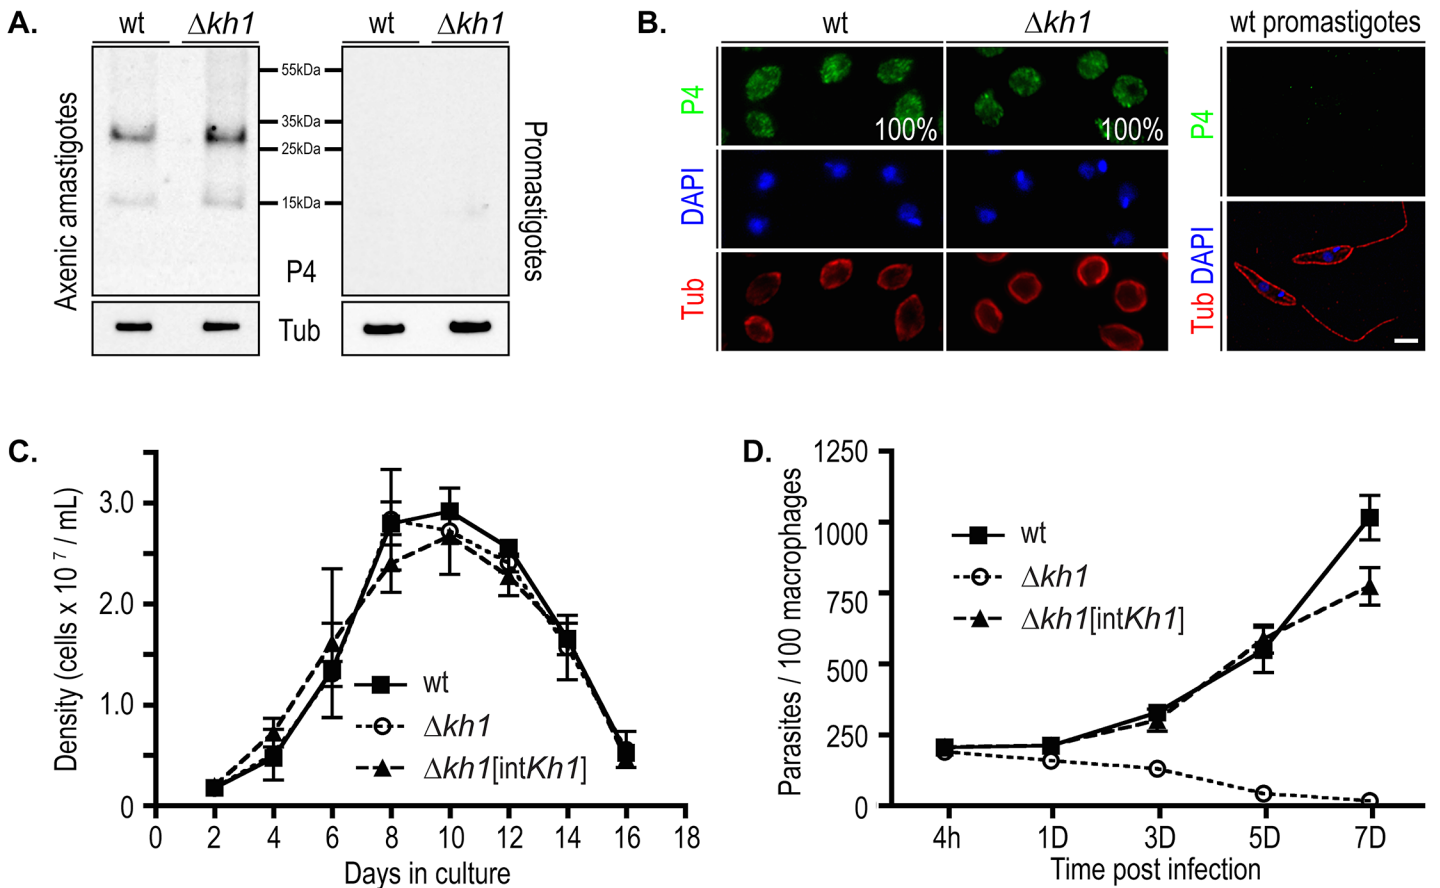 A.
wt Δkh1 wt Δkh1
Axenic amastigotes
55kDa
35kDa
25kDa
15kDa
P4
Tub
Promastigotes
B.
wt Δkh1 wt promastigotes
P4
100% 100%
DAPI
Tub
P4
Tub DAPI
C.
Density (cells x 10 7 / mL)
3.0
2.0
1.0
0
wt
Δkh1
Δkh1[intKh1]
0 2 4 6 8 10 12 14 16 18
Days in culture
D.
Parasites / 100 macrophages
1250
1000
750
500
250
0
wt
Δkh1
Δkh1[intKh1]
4h 1D 3D 5D 7D
Time post infection